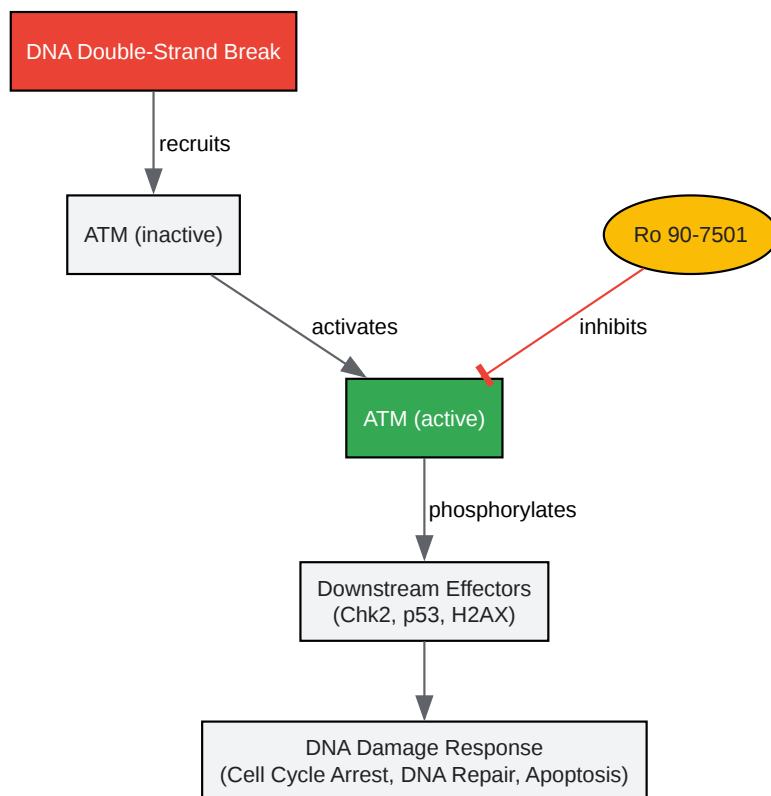 DNA Double-Strand Break
recruits
ATM (inactive)
Ro 90-7501
activates
inhibits
ATM (active)
phosphorylates
Downstream Effectors
(Chk2, p53, H2AX)
DNA Damage Response
(Cell Cycle Arrest, DNA Repair, Apoptosis)